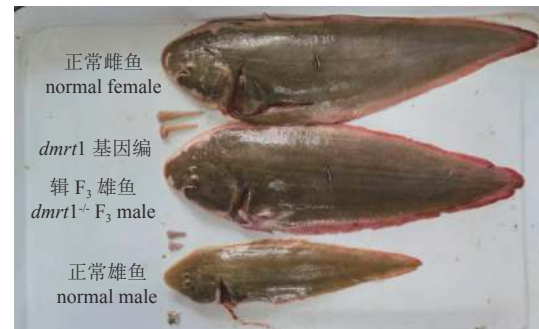 正常雌鱼
normal female
dmrt1 基因编
辑 F₃ 雄鱼
dmrt1⁻/⁻ F₃ male
正常雄鱼
normal male